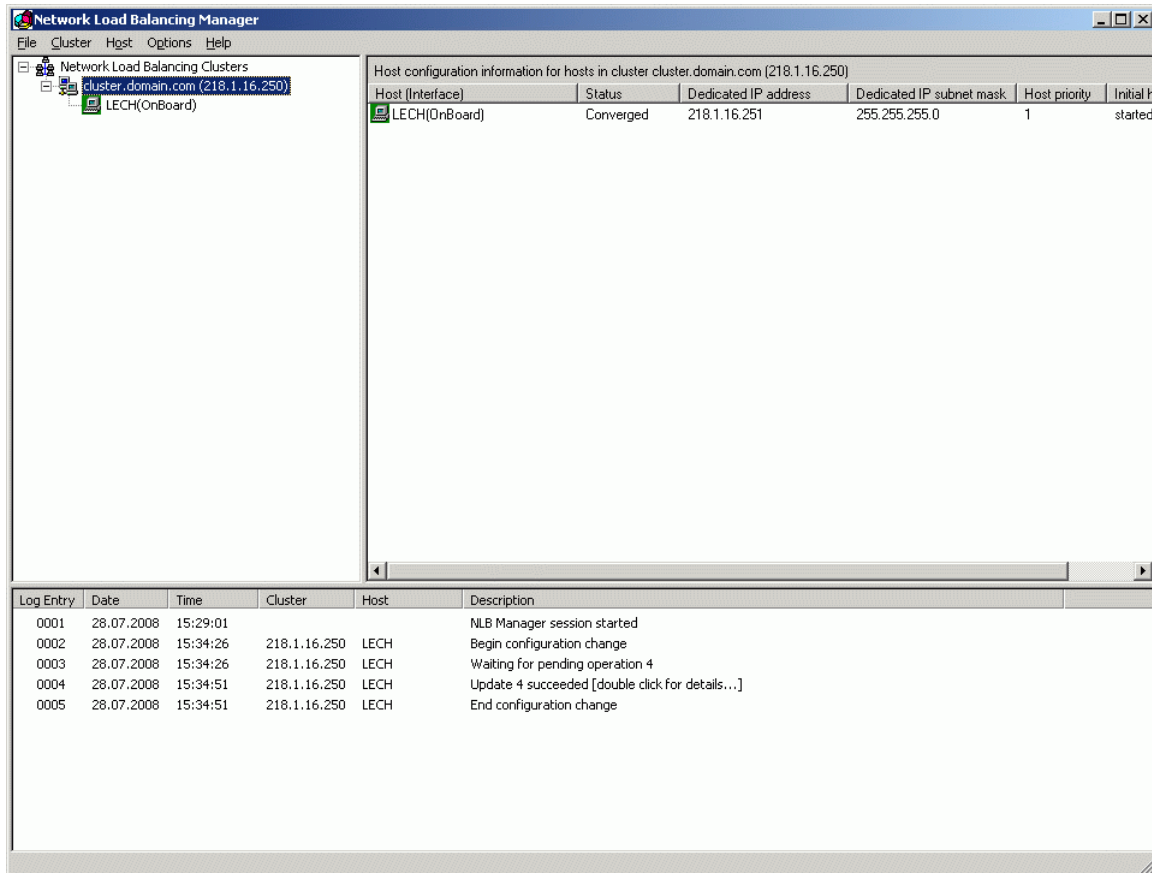 Network Load Balancing Manager
File Cluster Host Options Help
Network Load Balancing Clusters
cluster.domain.com (218.1.16.250)
LECH(OnBoard)
Host configuration information for hosts in cluster cluster.domain.com (218.1.16.250)
Host (Interface) Status Dedicated IP address Dedicated IP subnet mask Host priority Initial h
LECH(OnBoard) Converged 218.1.16.251 255.255.255.0 1 started
Log Entry Date Time Cluster Host Description
0001 28.07.2008 15:29:01 NLB Manager session started
0002 28.07.2008 15:34:26 218.1.16.250 LECH Begin configuration change
0003 28.07.2008 15:34:26 218.1.16.250 LECH Waiting for pending operation 4
0004 28.07.2008 15:34:51 218.1.16.250 LECH Update 4 succeeded [double click for details...]
0005 28.07.2008 15:34:51 218.1.16.250 LECH End configuration change